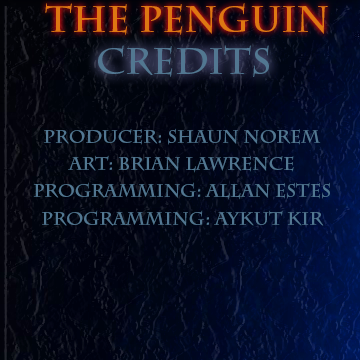 THE PENGUIN
CREDITS
PRODUCER: SHAUN NOREM
ART: BRIAN LAWRENCE
PROGRAMMING: ALLAN ESTES
PROGRAMMING: AYKUT KIR